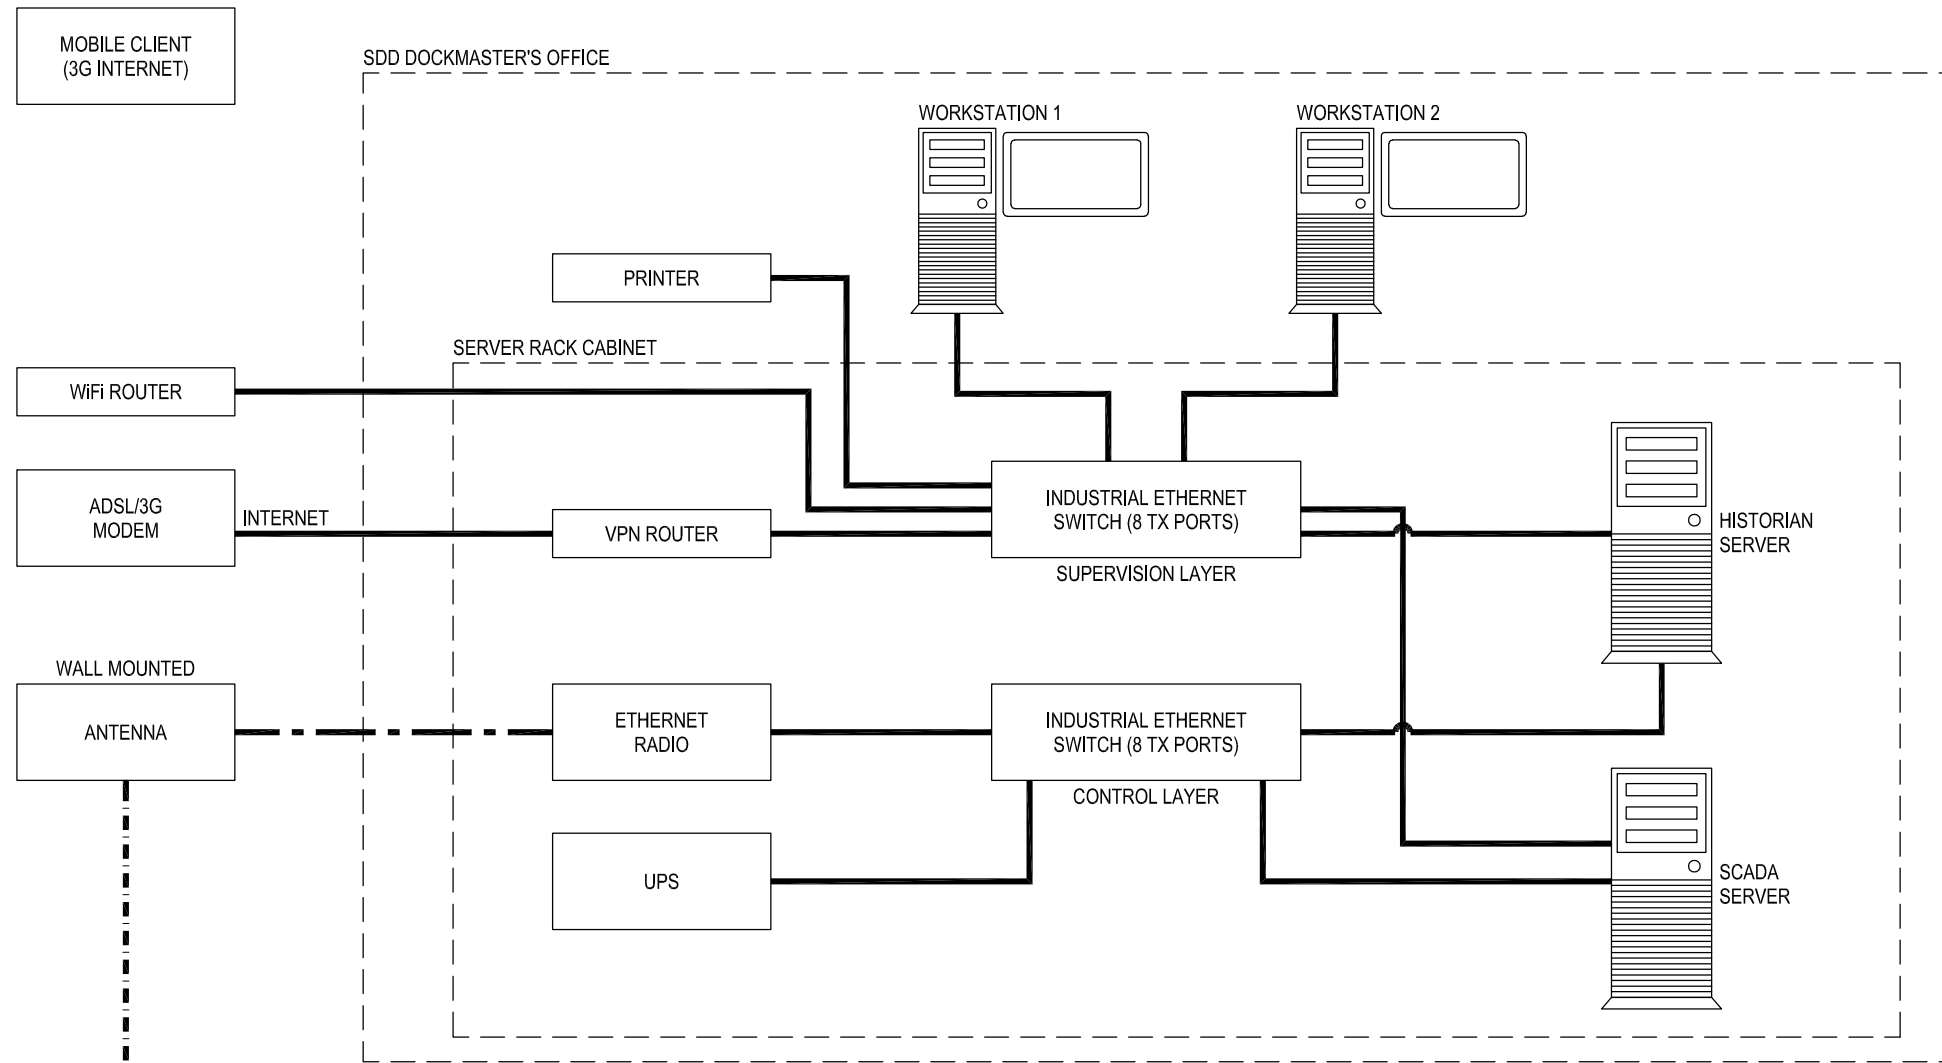 MOBILE CLIENT
(3G INTERNET)
SDD DOCKMASTER'S OFFICE
WORKSTATION 1
WORKSTATION 2
PRINTER
SERVER RACK CABINET
WiFi ROUTER
ADSL/3G
MODEM
INTERNET
VPN ROUTER
INDUSTRIAL ETHERNET
SWITCH (8 TX PORTS)
SUPERVISION LAYER
HISTORIAN
SERVER
WALL MOUNTED
ANTENNA
ETHERNET
RADIO
INDUSTRIAL ETHERNET
SWITCH (8 TX PORTS)
CONTROL LAYER
UPS
SCADA
SERVER